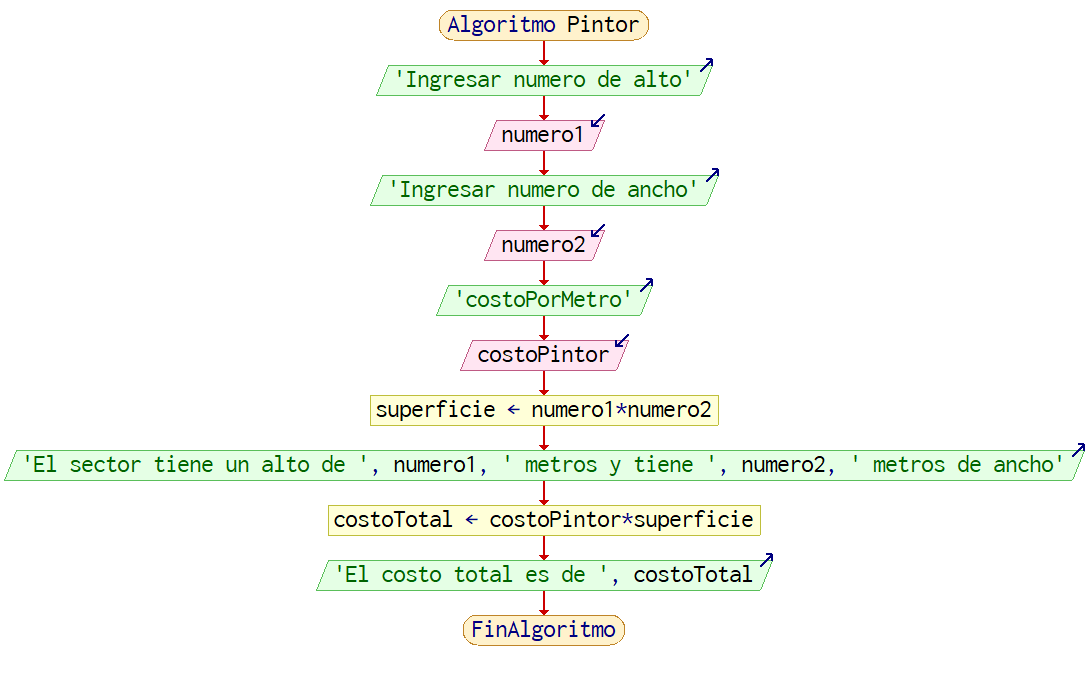 Algoritmo Pintor
'Ingresar numero de alto'
numero1
'Ingresar numero de ancho'
numero2
'costoPorMetro'
costoPintor
superficie ← numero1*numero2
'El sector tiene un alto de ', numero1, ' metros y tiene ', numero2, ' metros de ancho'
costoTotal ← costoPintor*superficie
'El costo total es de ', costoTotal
FinAlgoritmo